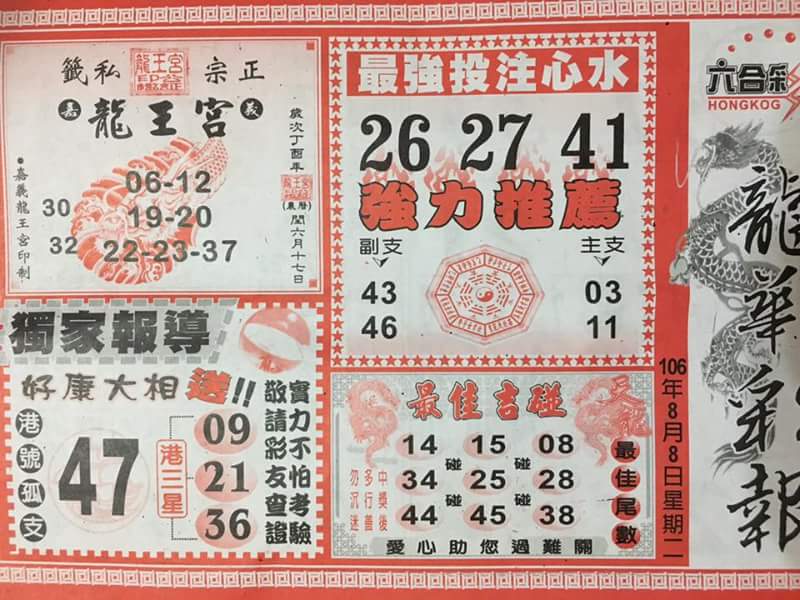 正宗
龍王宮印
私籤
嘉
龍王宮
義
歲次丁酉年
(農曆)
閏六月十七日
06-12
30
19-20
32
22-23-37
•嘉義龍王宮印制
最強投注心水
26 27 41
強力推薦
副支
主支
43
03
46
11
六合彩
HONGKOG
龍華彩報
106年8月8日星期二
獨家報導
好康大相送!!
港號孤支
47
港三星
09
21
36
實力不怕考驗
敬請彩友查證
最佳吉碰
天龍
14 15 08
碰 碰
34 25 28
碰 碰
44 45 38
最佳尾數
中獎後
多行善
勿沉迷
愛心助您過難關